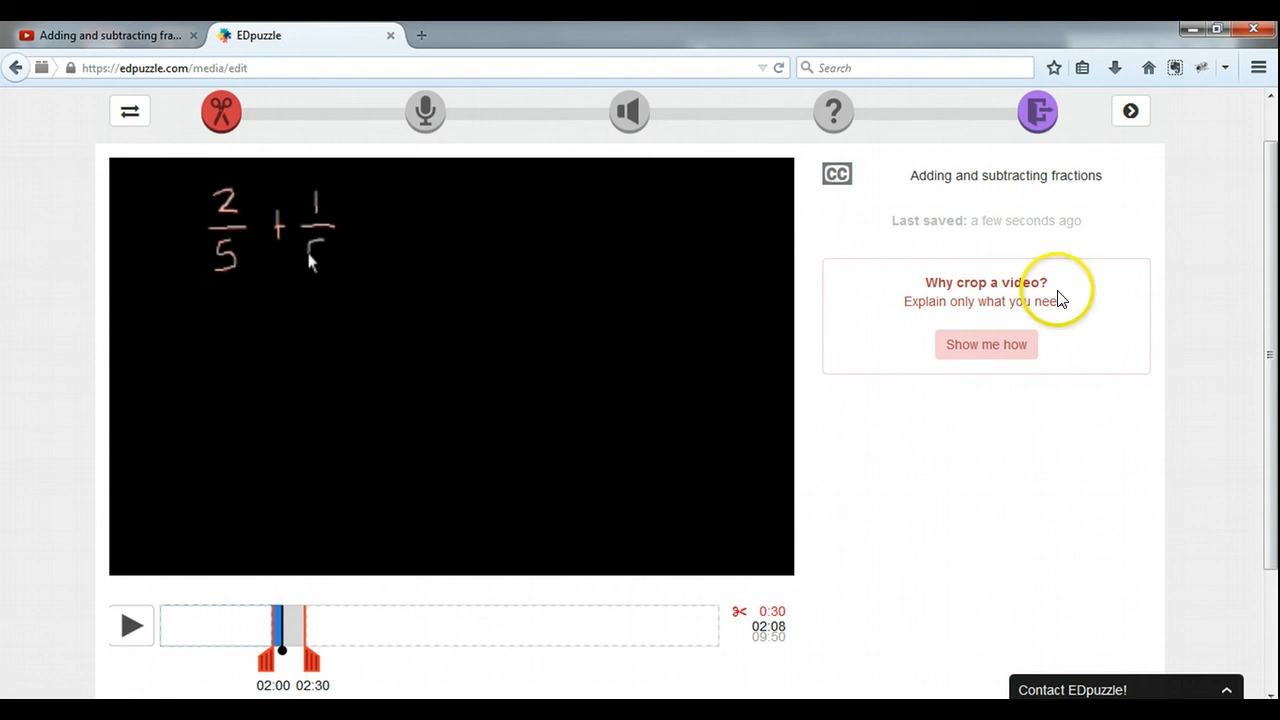 Adding and subtracting fra...
EDpuzzle
https://edpuzzle.com/media/edit
Search
CC
Adding and subtracting fractions
Last saved: a few seconds ago
2/5 + 1/5
Why crop a video?
Explain only what you nee
Show me how
0:30
02:08
09:50
02:00 02:30
Contact EDpuzzle!